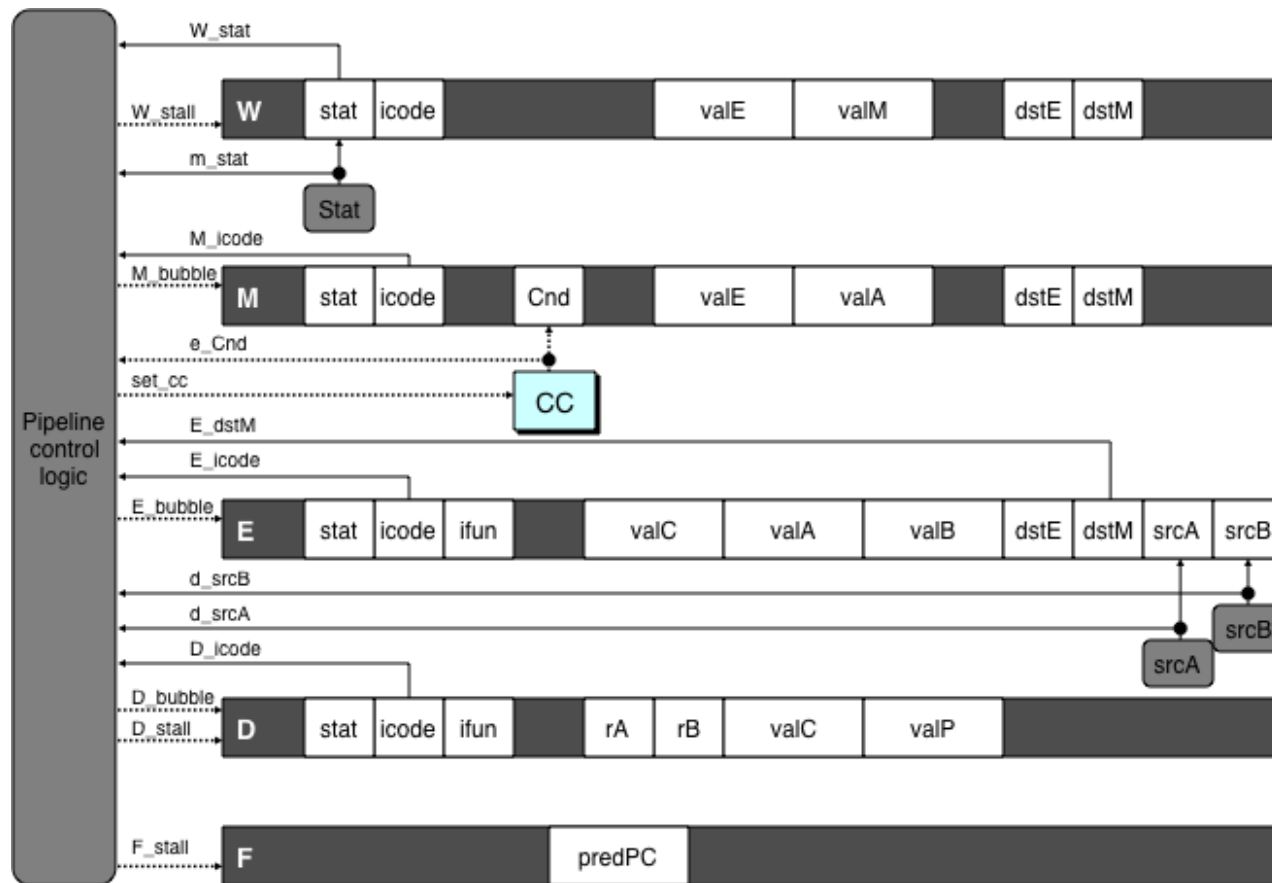 W_stat
W_stall
W stat icode valE valM dstE dstM
m_stat
Stat
M_icode
M_bubble
M stat icode Cnd valE valA dstE dstM
e_Cnd
set_cc
CC
Pipeline
control
logic
E_dstM
E_icode
E_bubble
E stat icode ifun valC valA valB dstE dstM srcA srcB
d_srcB
d_srcA
srcB
D_icode
srcA
D_bubble
D_stall
D stat icode ifun rA rB valC valP
F_stall
F predPC